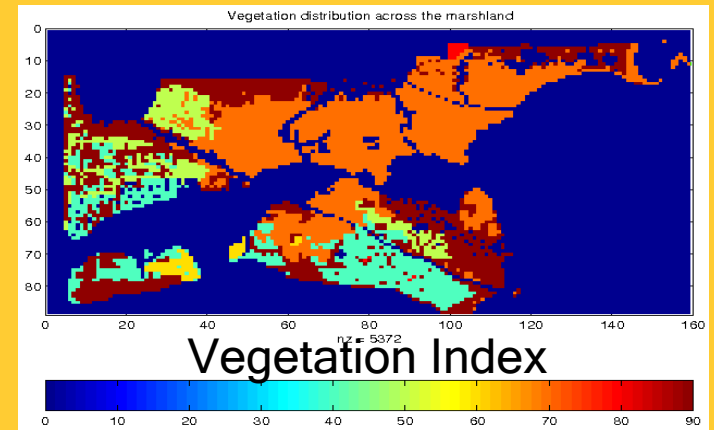 Vegetation distribution across the marshland
0
10
20
30
40
50
60
70
80
0 20 40 60 80 100 120 140 160
nz = 5372
Vegetation Index
0 10 20 30 40 50 60 70 80 90